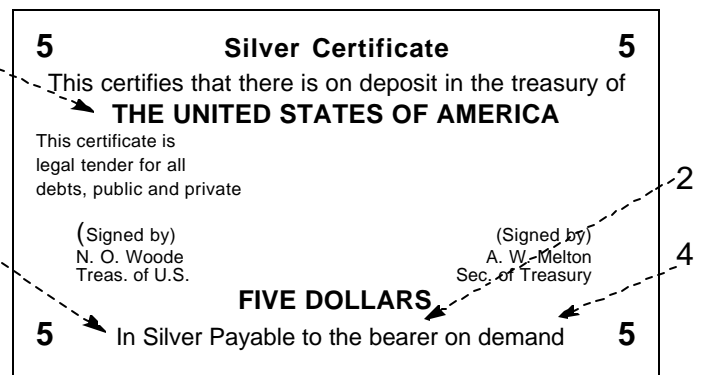 5 Silver Certificate 5
This certifies that there is on deposit in the treasury of
THE UNITED STATES OF AMERICA
This certificate is
legal tender for all
debts, public and private
(Signed by)
N. O. Woode
Treas. of U.S.
(Signed by)
A. W. Melton
Sec. of Treasury
2
4
FIVE DOLLARS
5 In Silver Payable to the bearer on demand 5